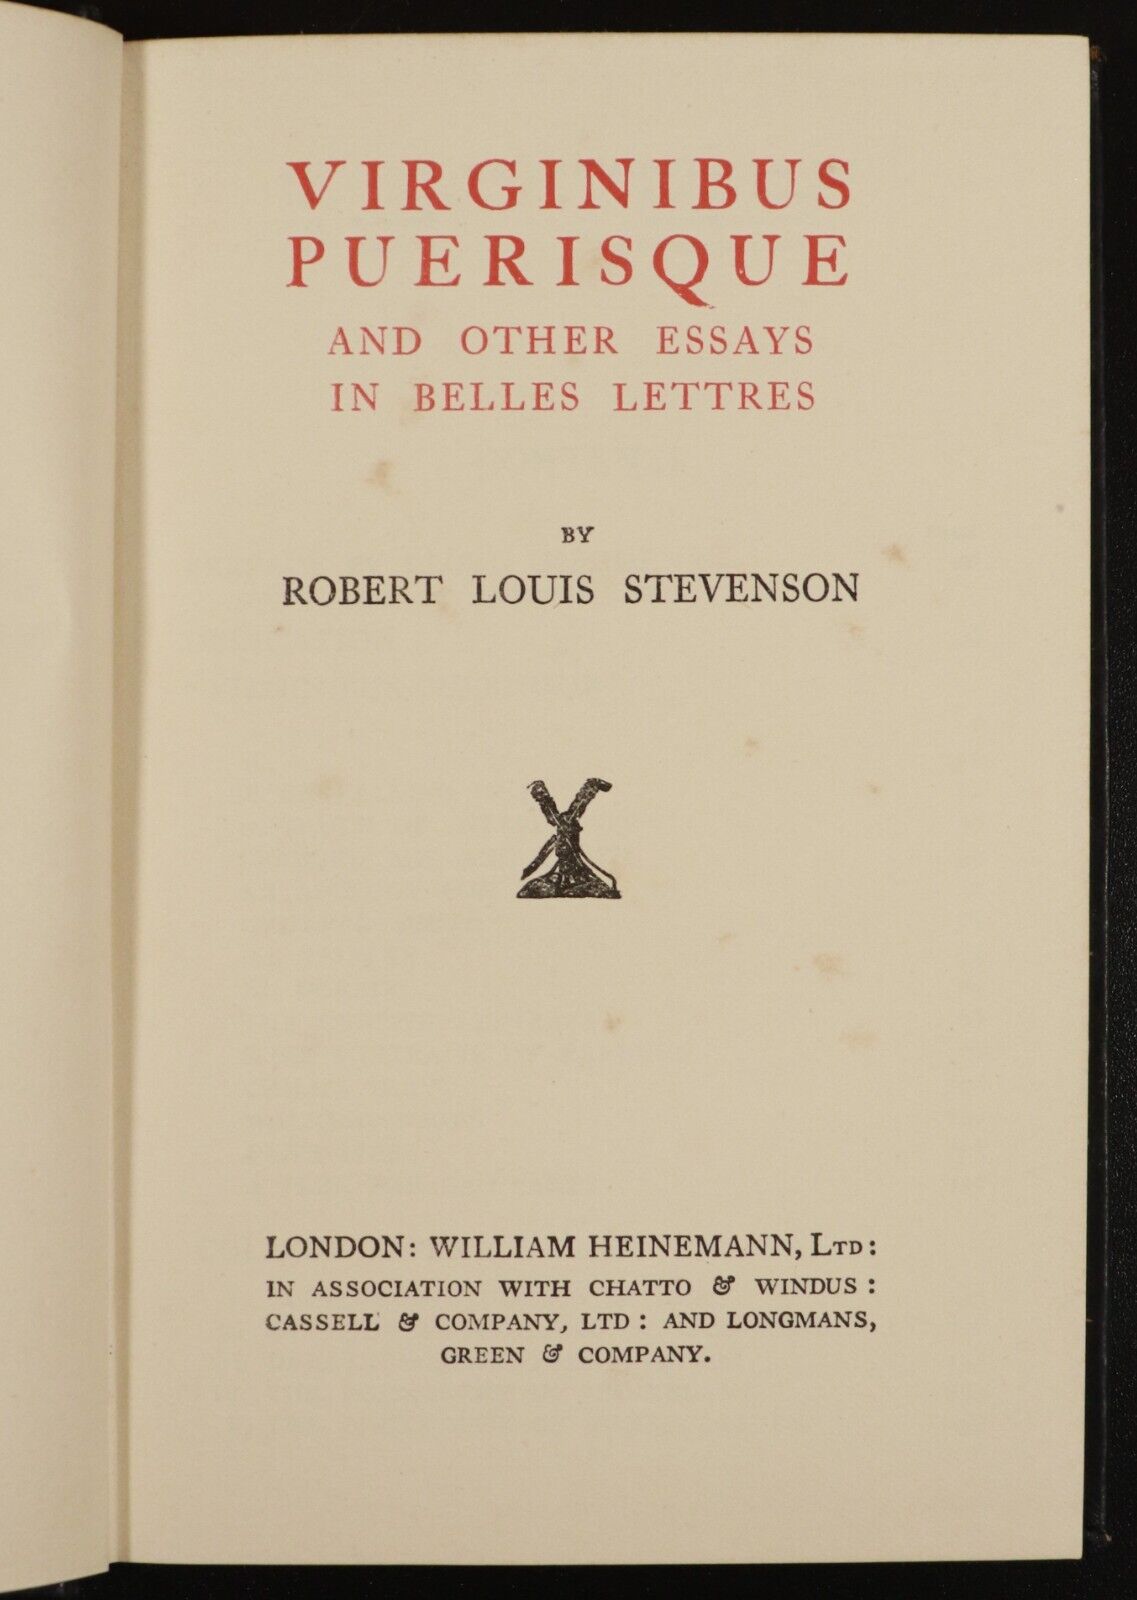 VIRGINIBUS
PUERISQUE
AND OTHER ESSAYS
IN BELLES LETTRES
BY
ROBERT LOUIS STEVENSON
LONDON: WILLIAM HEINEMANN, LTD:
IN ASSOCIATION WITH CHATTO & WINDUS:
CASSELL & COMPANY, LTD: AND LONGMANS,
GREEN & COMPANY.